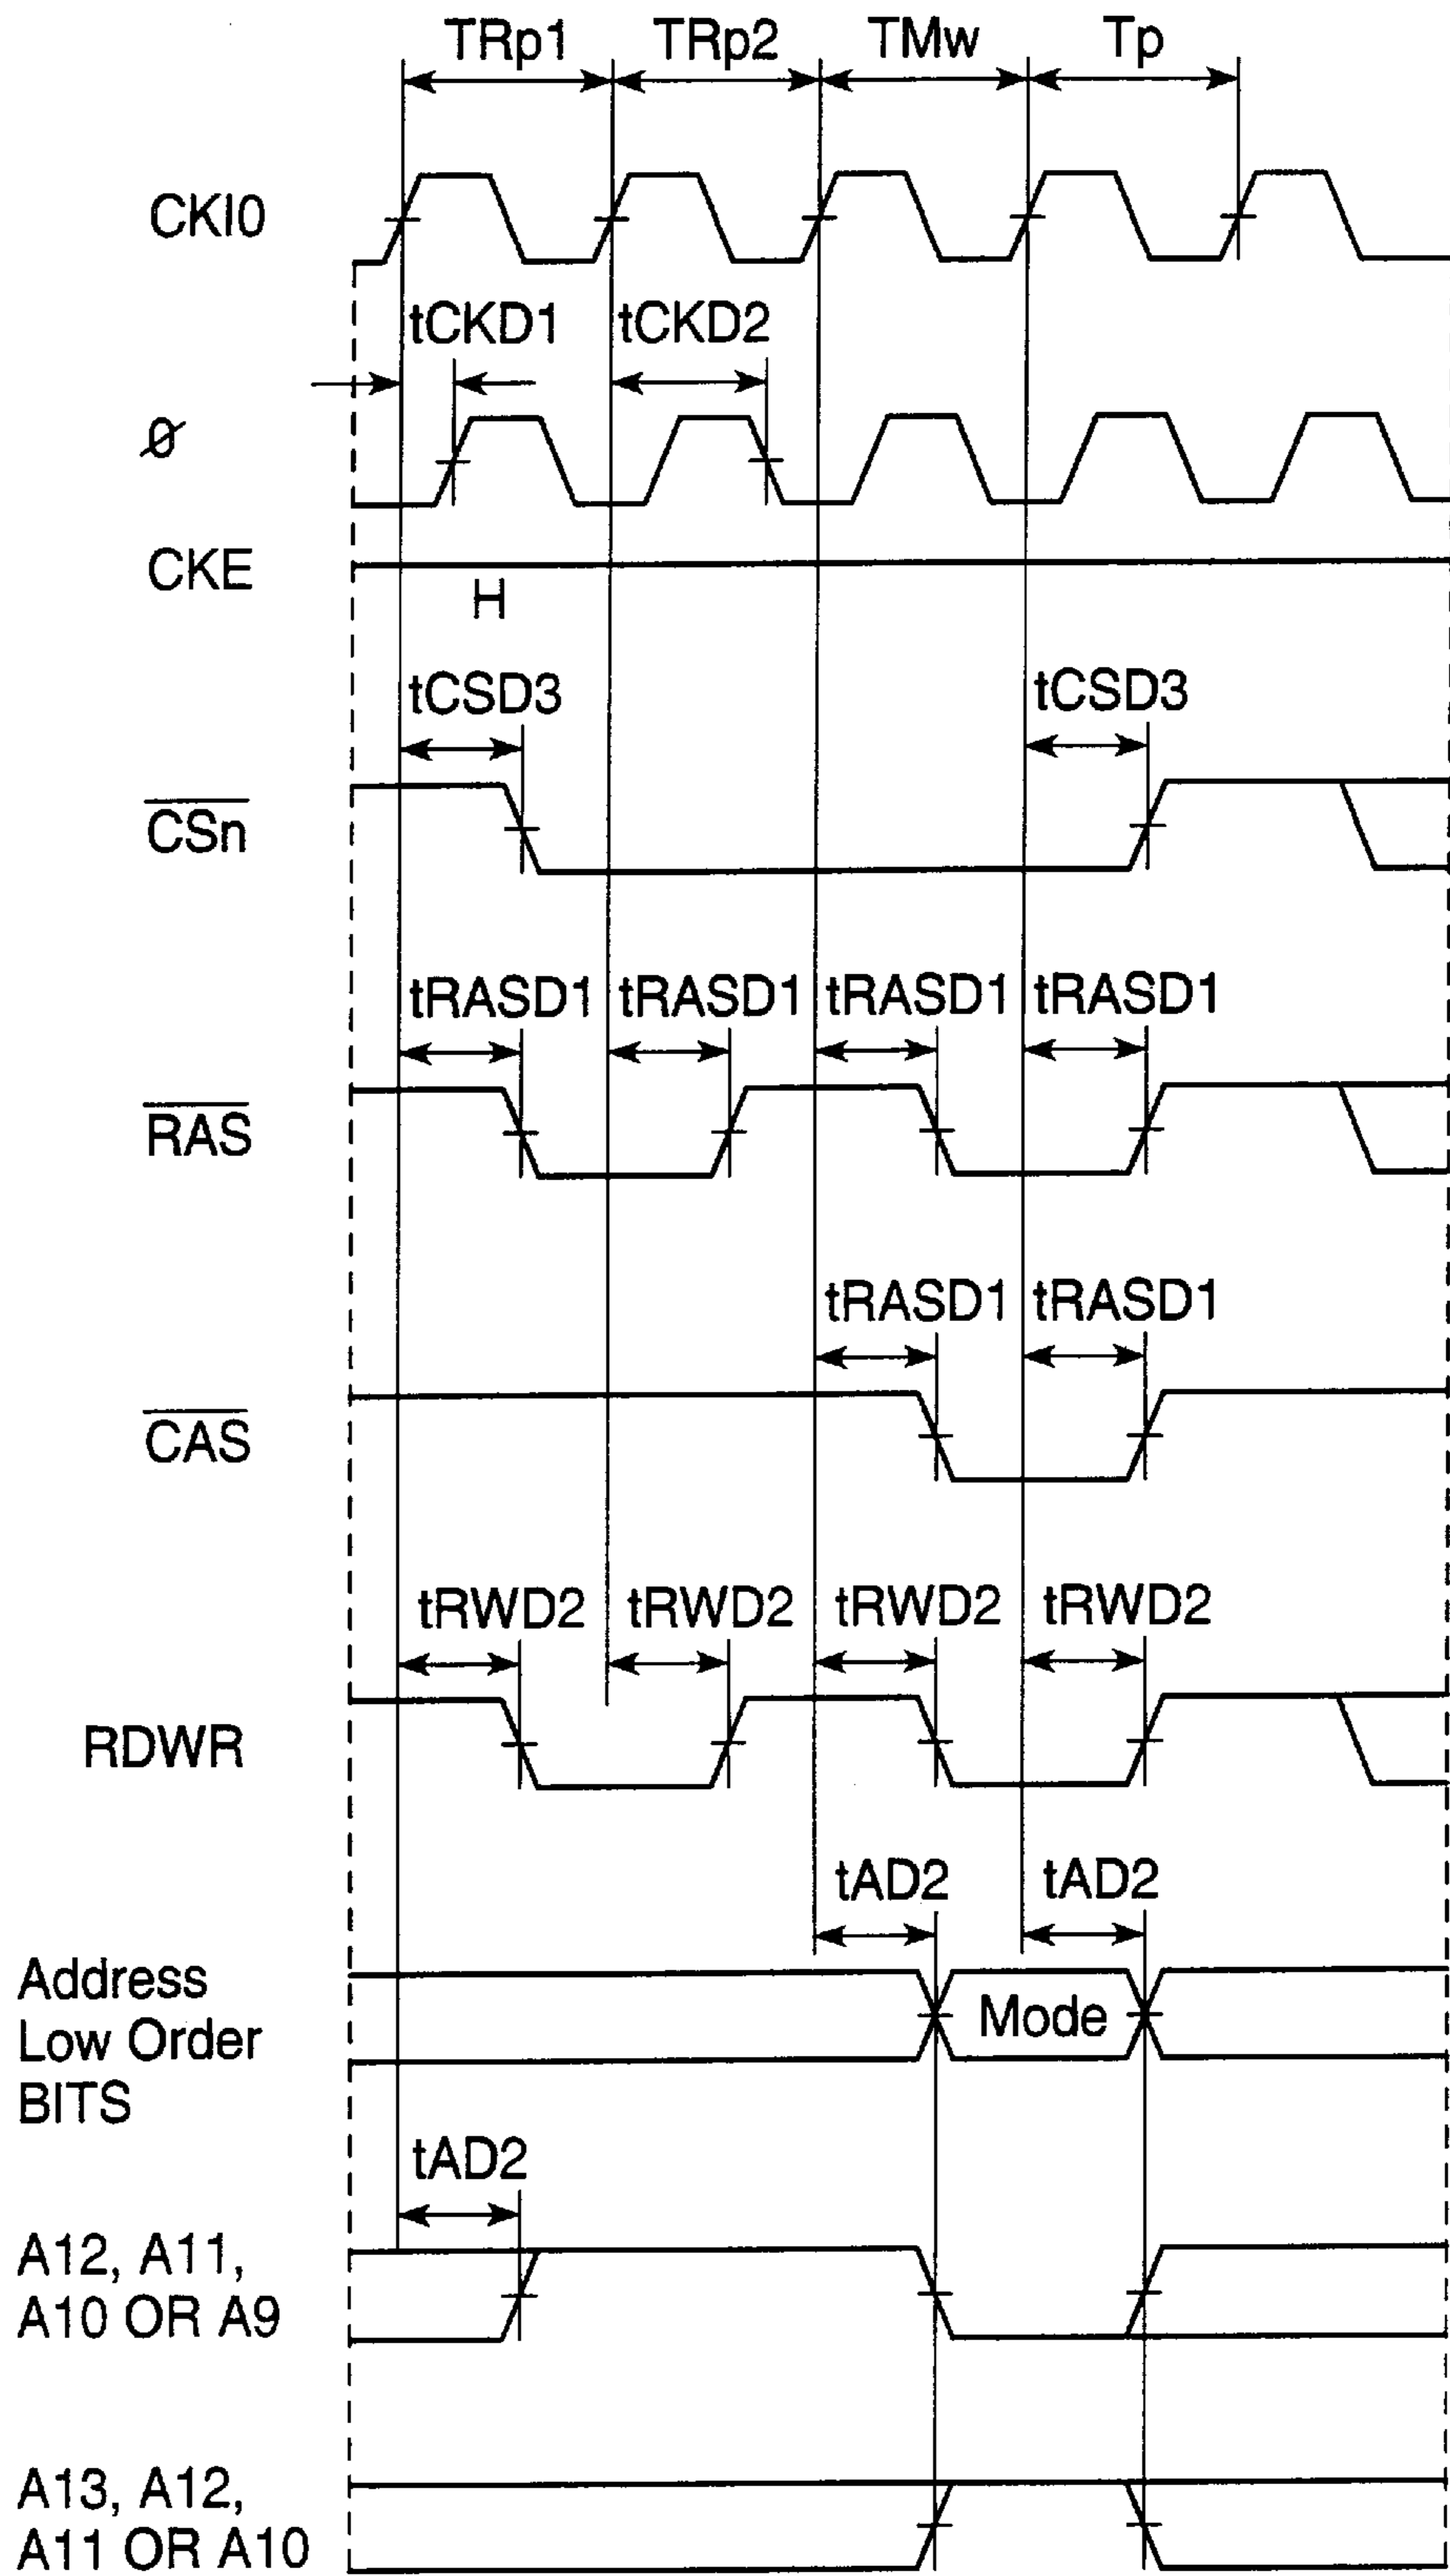 TRp1 TRp2 TMw Tp
CKI0
tCKD1 tCKD2
Ø
CKE
H
tCSD3 tCSD3
CSn
tRASD1 tRASD1 tRASD1 tRASD1
RAS
tRASD1 tRASD1
CAS
tRWD2 tRWD2 tRWD2 tRWD2
RDWR
tAD2 tAD2
Address
Low Order
BITS
Mode
tAD2
A12, A11,
A10 OR A9
A13, A12,
A11 OR A10